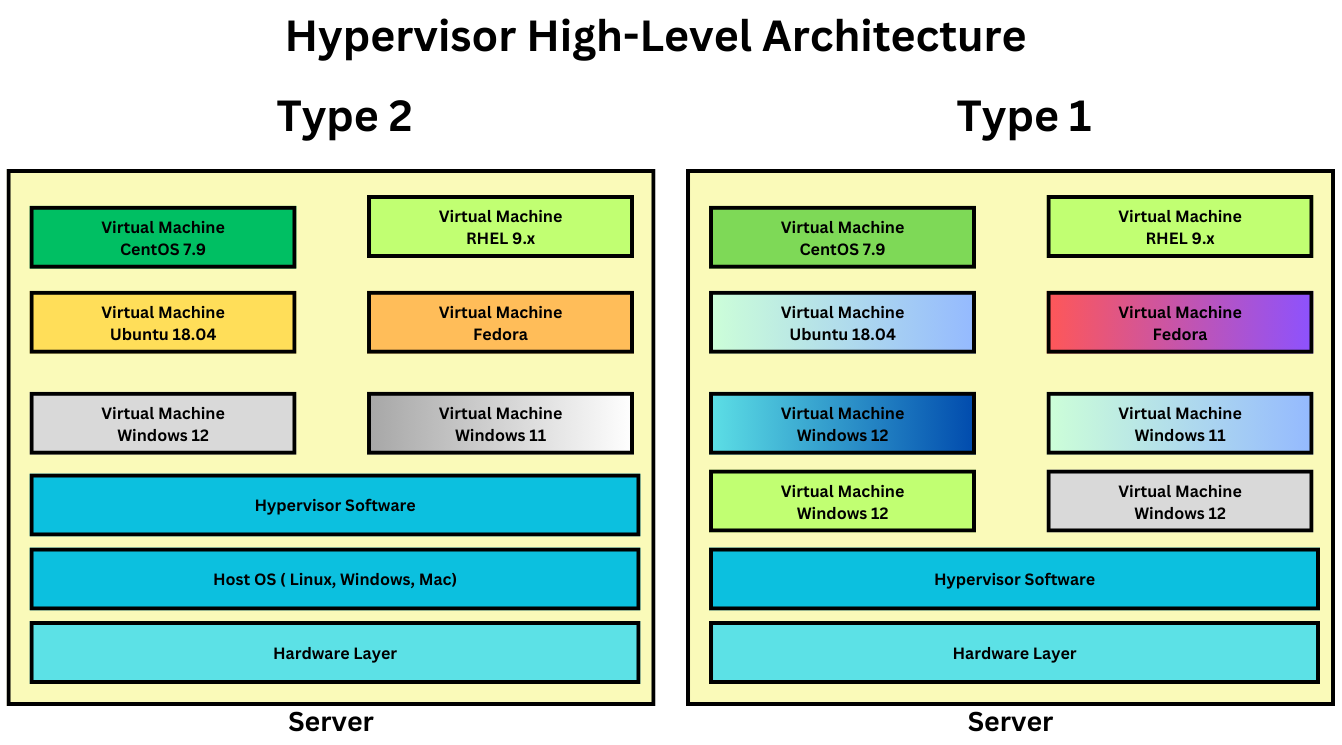 Hypervisor High-Level Architecture
Type 2
Virtual Machine
CentOS 7.9
Virtual Machine
RHEL 9.x
Virtual Machine
Ubuntu 18.04
Virtual Machine
Fedora
Virtual Machine
Windows 12
Virtual Machine
Windows 11
Hypervisor Software
Host OS ( Linux, Windows, Mac)
Hardware Layer
Server
Type 1
Virtual Machine
CentOS 7.9
Virtual Machine
RHEL 9.x
Virtual Machine
Ubuntu 18.04
Virtual Machine
Fedora
Virtual Machine
Windows 12
Virtual Machine
Windows 11
Virtual Machine
Windows 12
Virtual Machine
Windows 12
Hypervisor Software
Hardware Layer
Server